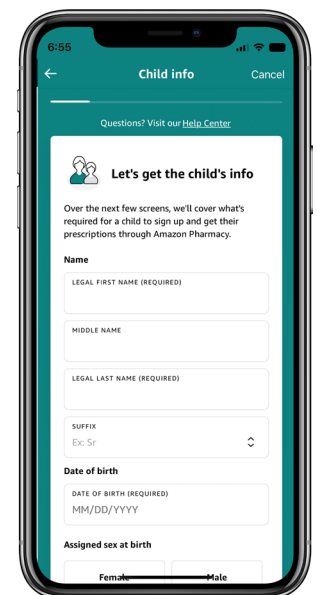 6:55
Child info
Cancel
Questions? Visit our Help Center
Let's get the child's info
Over the next few screens, we'll cover what's
required for a child to sign up and get their
prescriptions through Amazon Pharmacy.
Name
LEGAL FIRST NAME (REQUIRED)
MIDDLE NAME
LEGAL LAST NAME (REQUIRED)
SUFFIX
Ex: Sr
Date of birth
DATE OF BIRTH (REQUIRED)
MM/DD/YYYY
Assigned sex at birth
Female Male